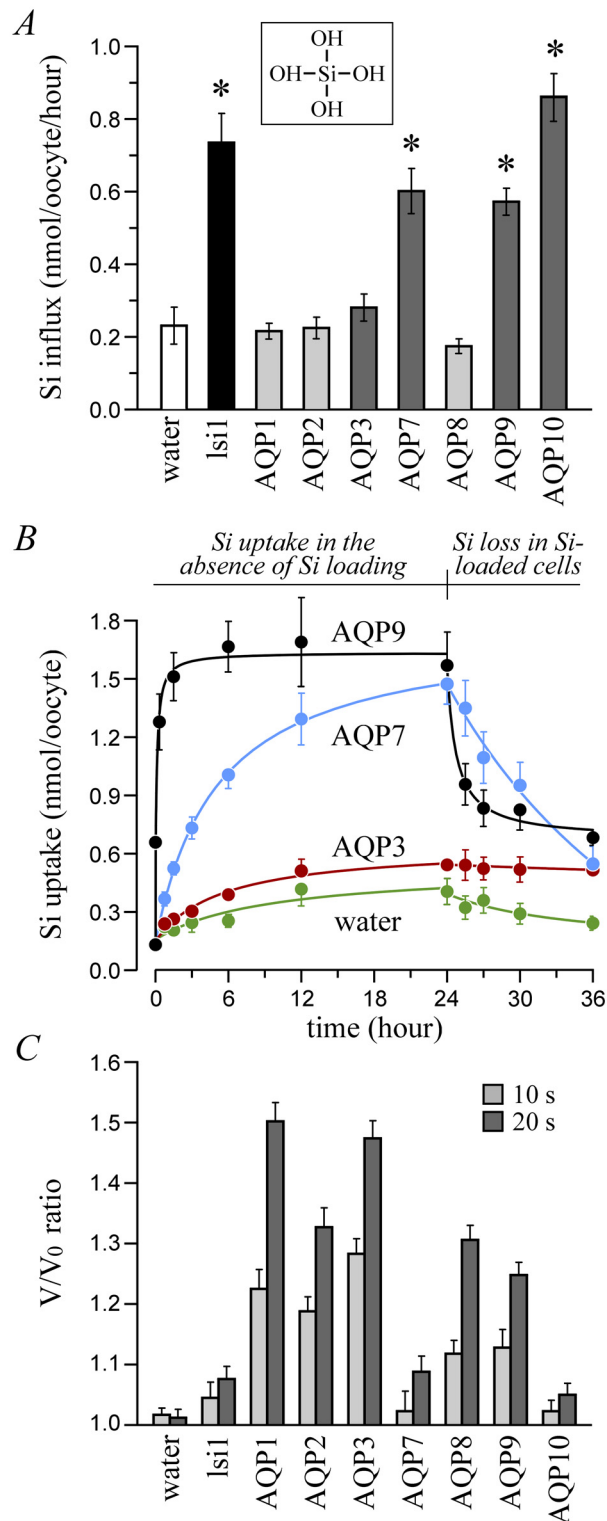 A
Si influx (nmol/oocyte/hour)
1.0
0.8
0.6
0.4
0.2
0.0
OH
OH–Si–OH
OH
*
*
*
*
water
lsi1
AQP1
AQP2
AQP3
AQP7
AQP8
AQP9
AQP10
B
Si uptake in the
absence of Si loading
Si loss in Si-
loaded cells
Si uptake (nmol/oocyte)
1.8
1.5
1.2
0.9
0.6
0.3
0.0
AQP9
AQP7
AQP3
water
0
6
12
18
24
30
36
time (hour)
C
V/V0 ratio
1.6
1.5
1.4
1.3
1.2
1.1
1.0
10 s
20 s
water
lsi1
AQP1
AQP2
AQP3
AQP7
AQP8
AQP9
AQP10